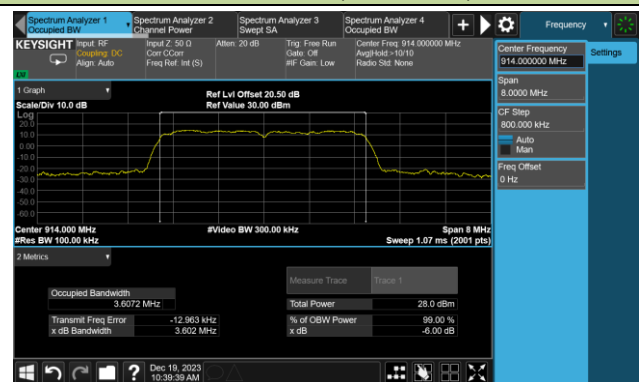 Spectrum Analyzer 1
Occupied BW
Spectrum Analyzer 2
Channel Power
Spectrum Analyzer 3
Swept SA
Spectrum Analyzer 4
Occupied BW
Frequency
KEYSIGHT
Input: RF
Coupling: DC
Align: Auto
Input Z: 50 Ω
Corr CCorr
Freq Ref: Int (S)
Atten: 20 dB
Trig: Free Run
Gate: Off
#IF Gain: Low
Center Freq: 914.000000 MHz
Avg|Hold:>10/10
Radio Std: None
LXI
Center Frequency
914.000000 MHz
Settings
Span
8.0000 MHz
CF Step
800.000 kHz
Auto
Man
Freq Offset
0 Hz
1 Graph
Scale/Div 10.0 dB
Ref Lvl Offset 20.50 dB
Ref Value 30.00 dBm
Log
20.0
10.0
0.00
-10.0
-20.0
-30.0
-40.0
-50.0
-60.0
Center 914.000 MHz
#Res BW 100.00 kHz
#Video BW 300.00 kHz
Span 8 MHz
Sweep 1.07 ms (2001 pts)
2 Metrics
Measure Trace
Trace 1
Occupied Bandwidth
3.6072 MHz
Total Power
28.0 dBm
Transmit Freq Error
-12.963 kHz
% of OBW Power
99.00 %
x dB Bandwidth
3.602 MHz
x dB
-6.00 dB
?
Dec 19, 2023
10:39:39 AM